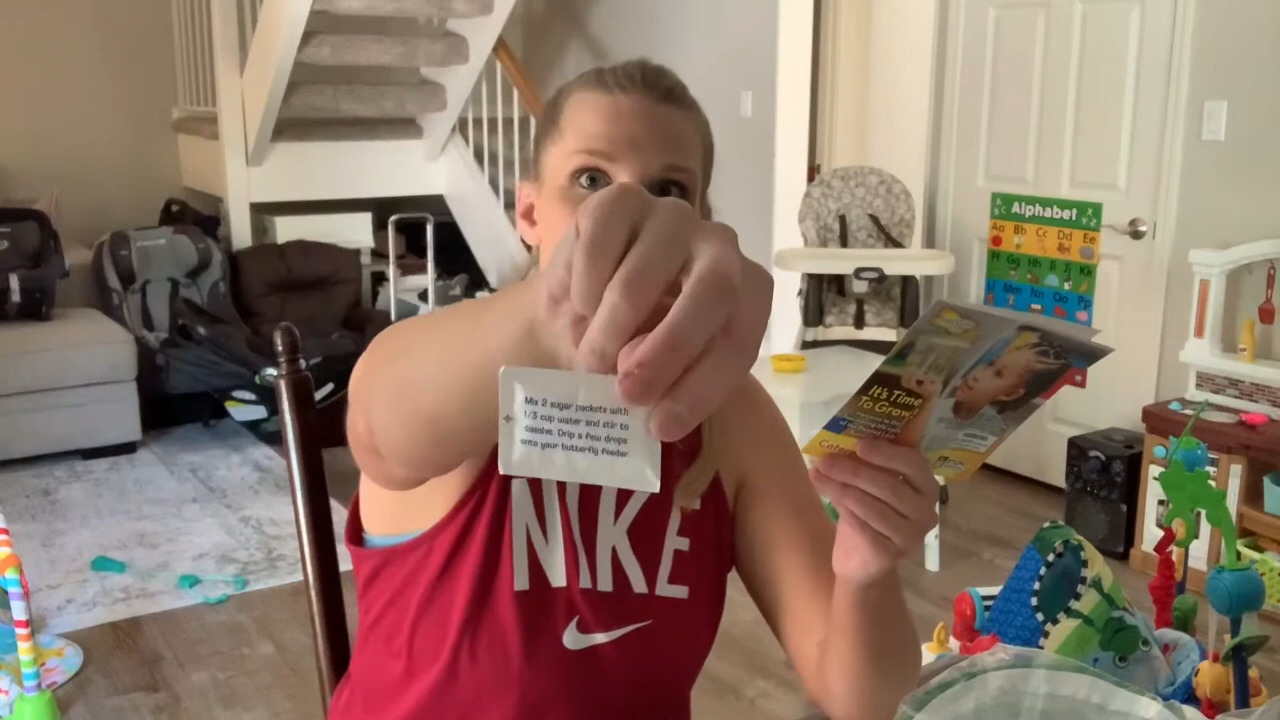 Alphabet
Aa Bb Cc Dd Ee
Ff Gg Hh Ii Jj Kk
Ll Mm Nn Oo Pp
Mix 2 sugar packets with
1/3 cup water and stir to
dissolve. Drip a few drops
onto your butterfly feeder
It's Time
To Grow!
NIKE